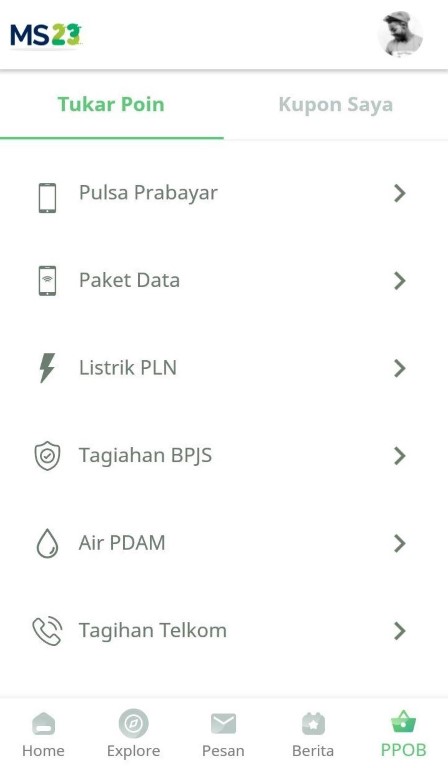 MS23
Tukar Poin
Kupon Saya
Pulsa Prabayar
Paket Data
Listrik PLN
Tagiahan BPJS
Air PDAM
Tagihan Telkom
Home
Explore
Pesan
Berita
PPOB